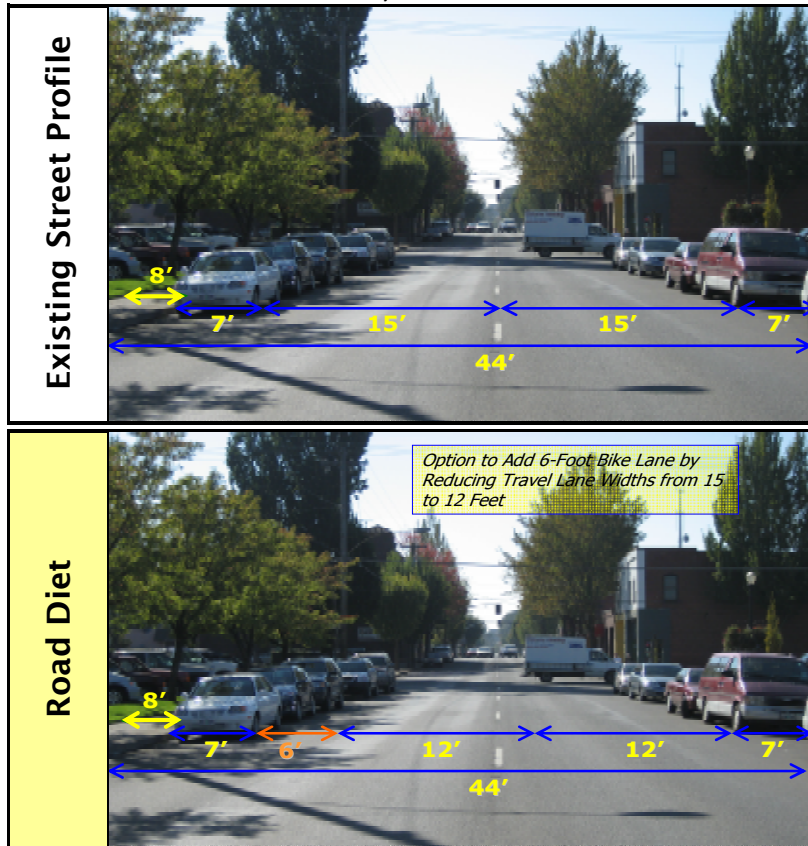 Existing Street Profile
8’
7’ 15’ 15’ 7’
44’
Road Diet
Option to Add 6-Foot Bike Lane by
Reducing Travel Lane Widths from 15
to 12 Feet
8’
7’ 6’ 12’ 12’ 7’
44’